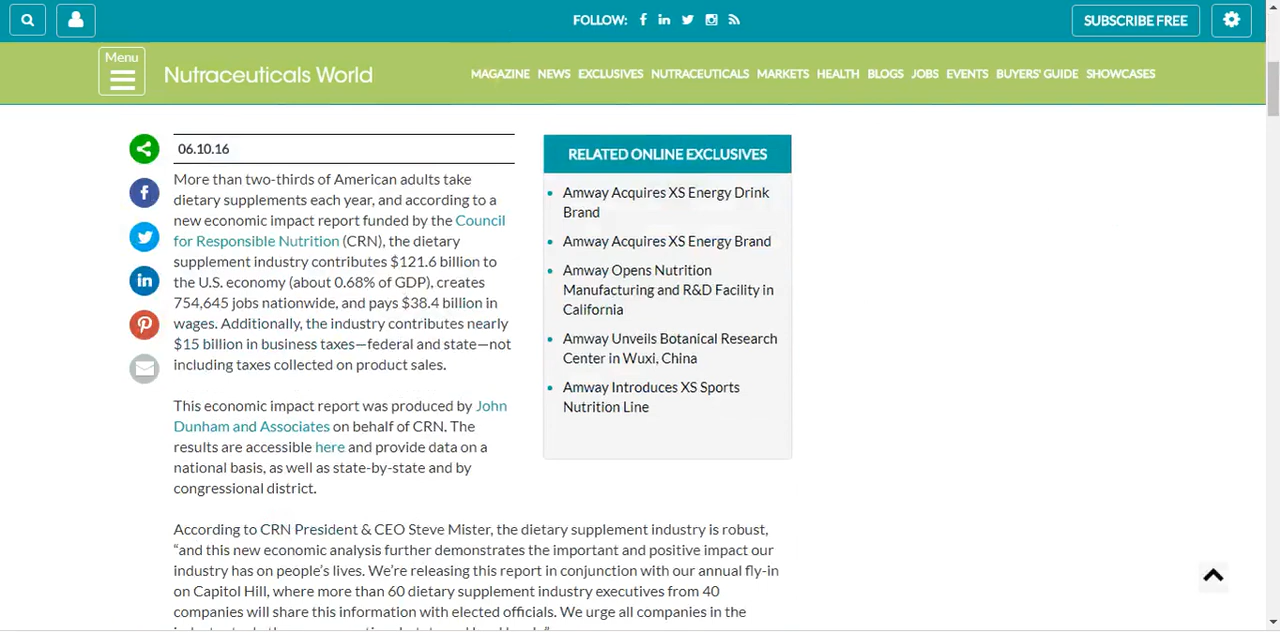 FOLLOW:
SUBSCRIBE FREE
Menu
Nutraceuticals World
MAGAZINE NEWS EXCLUSIVES NUTRACEUTICALS MARKETS HEALTH BLOGS JOBS EVENTS BUYERS' GUIDE SHOWCASES
06.10.16
More than two-thirds of American adults take
dietary supplements each year, and according to a
new economic impact report funded by the Council
for Responsible Nutrition (CRN), the dietary
supplement industry contributes $121.6 billion to
the U.S. economy (about 0.68% of GDP), creates
754,645 jobs nationwide, and pays $38.4 billion in
wages. Additionally, the industry contributes nearly
$15 billion in business taxes—federal and state—not
including taxes collected on product sales.
This economic impact report was produced by John
Dunham and Associates on behalf of CRN. The
results are accessible here and provide data on a
national basis, as well as state-by-state and by
congressional district.
According to CRN President & CEO Steve Mister, the dietary supplement industry is robust,
“and this new economic analysis further demonstrates the important and positive impact our
industry has on people’s lives. We’re releasing this report in conjunction with our annual fly-in
on Capitol Hill, where more than 60 dietary supplement industry executives from 40
companies will share this information with elected officials. We urge all companies in the
RELATED ONLINE EXCLUSIVES
Amway Acquires XS Energy Drink
Brand
Amway Acquires XS Energy Brand
Amway Opens Nutrition
Manufacturing and R&D Facility in
California
Amway Unveils Botanical Research
Center in Wuxi, China
Amway Introduces XS Sports
Nutrition Line